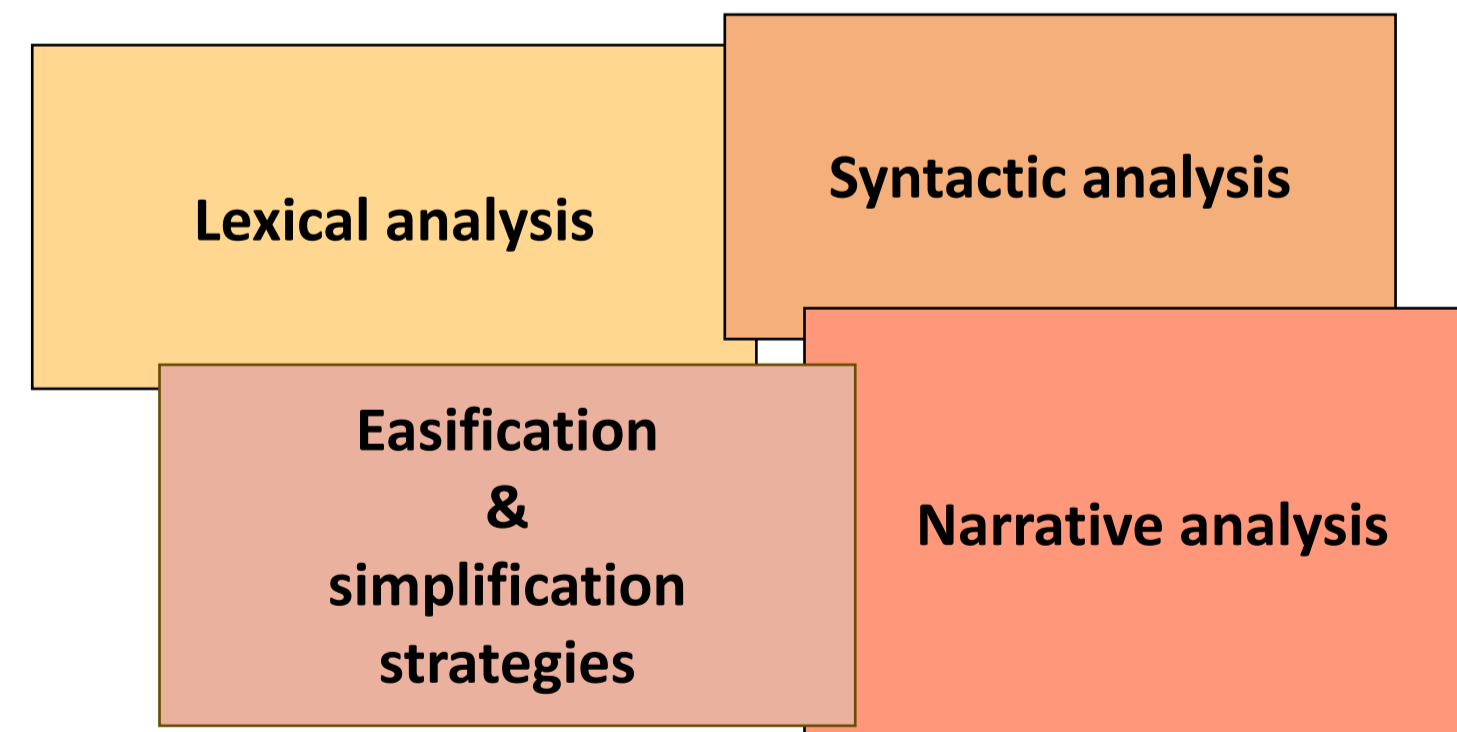 Lexical analysis
Syntactic analysis
Easification
&
simplification
strategies
Narrative analysis